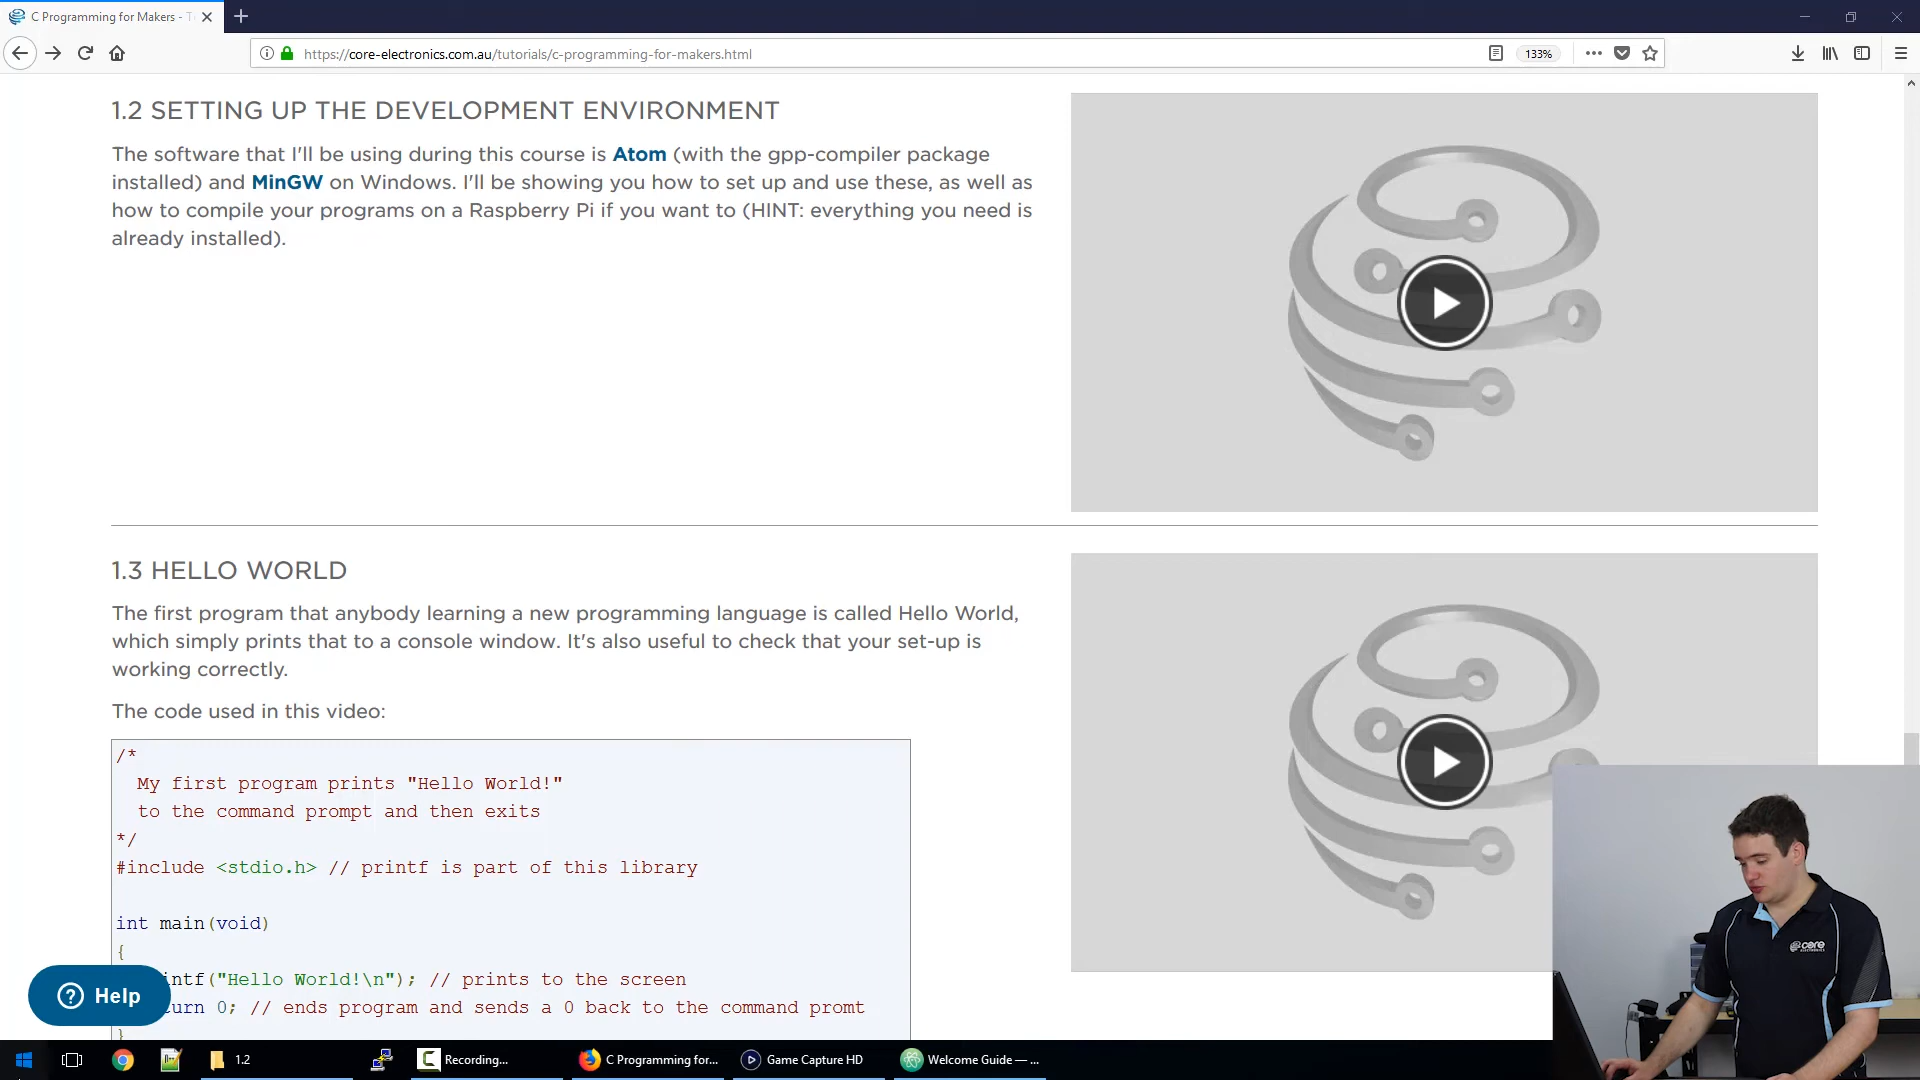 C Programming for Makers - T
https://core-electronics.com.au/tutorials/c-programming-for-makers.html
133%
1.2 SETTING UP THE DEVELOPMENT ENVIRONMENT
The software that I'll be using during this course is Atom (with the gpp-compiler package
installed) and MinGW on Windows. I'll be showing you how to set up and use these, as well as
how to compile your programs on a Raspberry Pi if you want to (HINT: everything you need is
already installed).
1.3 HELLO WORLD
The first program that anybody learning a new programming language is called Hello World,
which simply prints that to a console window. It's also useful to check that your set-up is
working correctly.
The code used in this video:
/*
My first program prints "Hello World!"
to the command prompt and then exits
*/
#include <stdio.h> // printf is part of this library
int main(void)
{
intf("Hello World!\n"); // prints to the screen
urn 0; // ends program and sends a 0 back to the command promt
}
Help
core
ELECTRONICS
1.2
Recording...
C Programming for...
Game Capture HD
Welcome Guide — ...